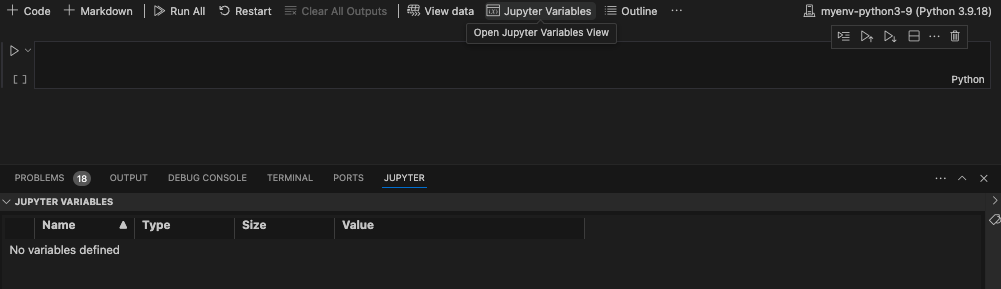 + Code + Markdown Run All Restart Clear All Outputs View data Jupyter Variables Outline ... myenv-python3-9 (Python 3.9.18)
Open Jupyter Variables View
[ ]
Python
PROBLEMS 18 OUTPUT DEBUG CONSOLE TERMINAL PORTS JUPYTER
JUPYTER VARIABLES
Name Type Size Value
No variables defined